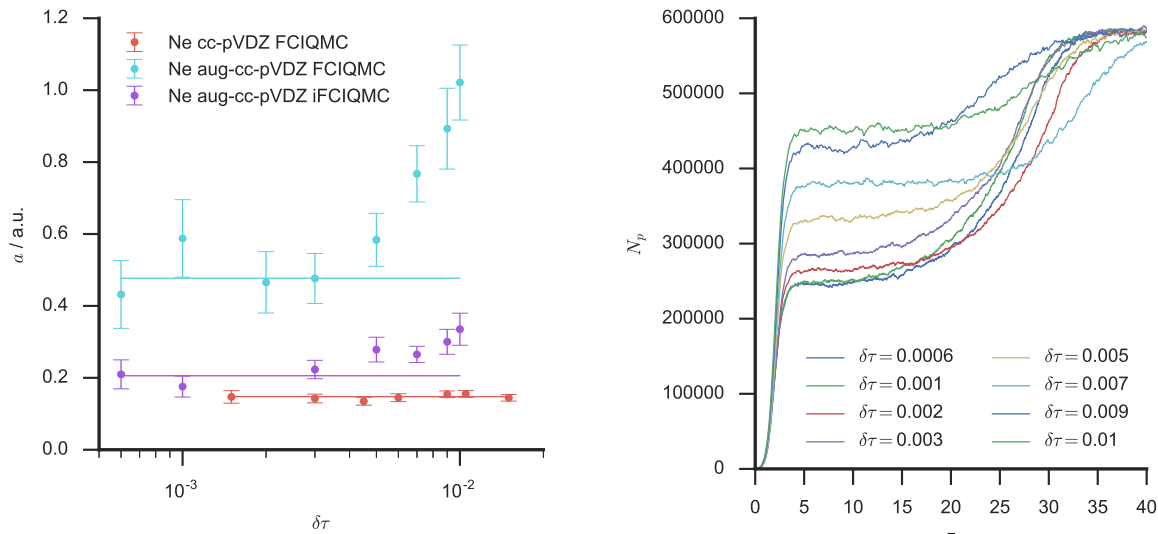 1.2
1.0
0.8
0.6
0.4
0.2
0.0
a / a.u.
Ne cc-pVDZ FCIQMC
Ne aug-cc-pVDZ FCIQMC
Ne aug-cc-pVDZ iFCIQMC
10⁻³
10⁻²
δτ
600000
500000
400000
300000
200000
100000
0
Nₚ
δτ = 0.0006
δτ = 0.001
δτ = 0.002
δτ = 0.003
δτ = 0.005
δτ = 0.007
δτ = 0.009
δτ = 0.01
0 5 10 15 20 25 30 35 40